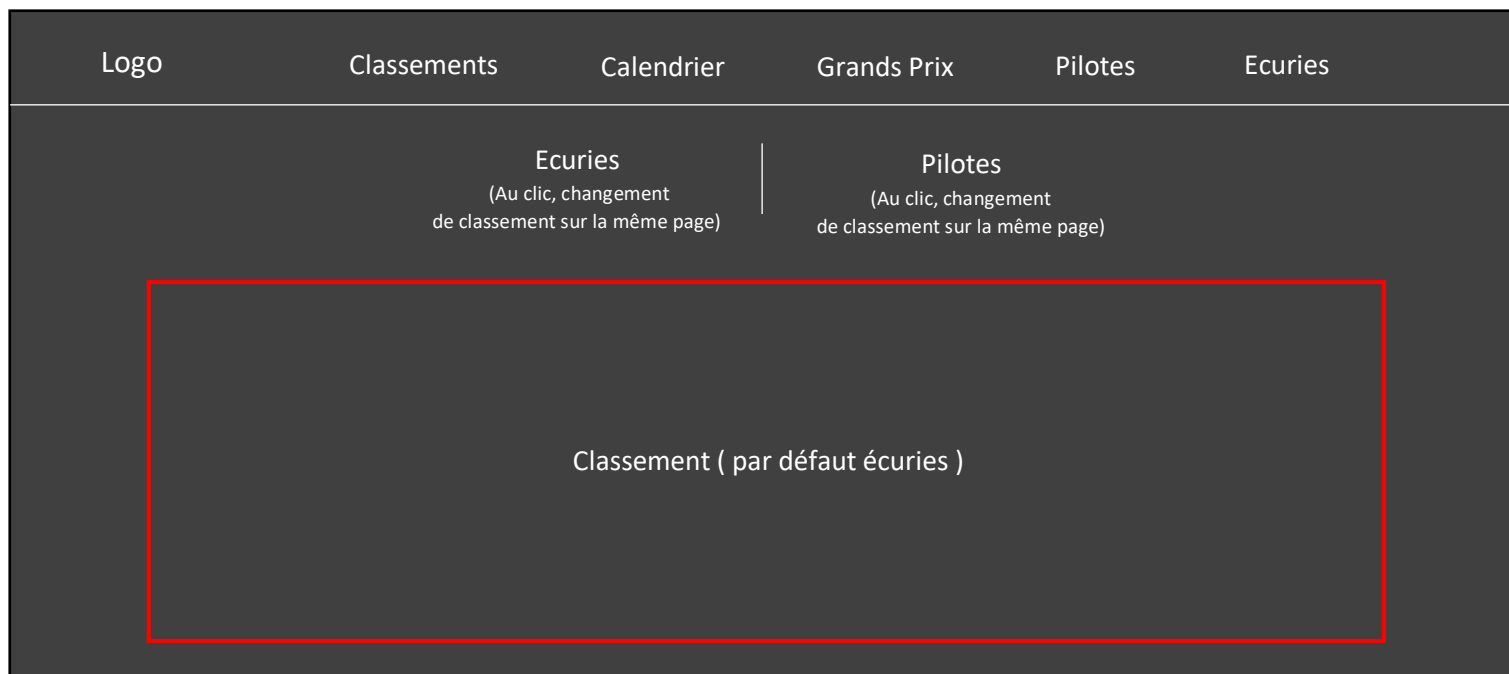 Logo
Classements
Calendrier
Grands Prix
Pilotes
Ecuries
Ecuries
(Au clic, changement
de classement sur la même page)
Pilotes
(Au clic, changement
de classement sur la même page)
Classement ( par défaut écuries )